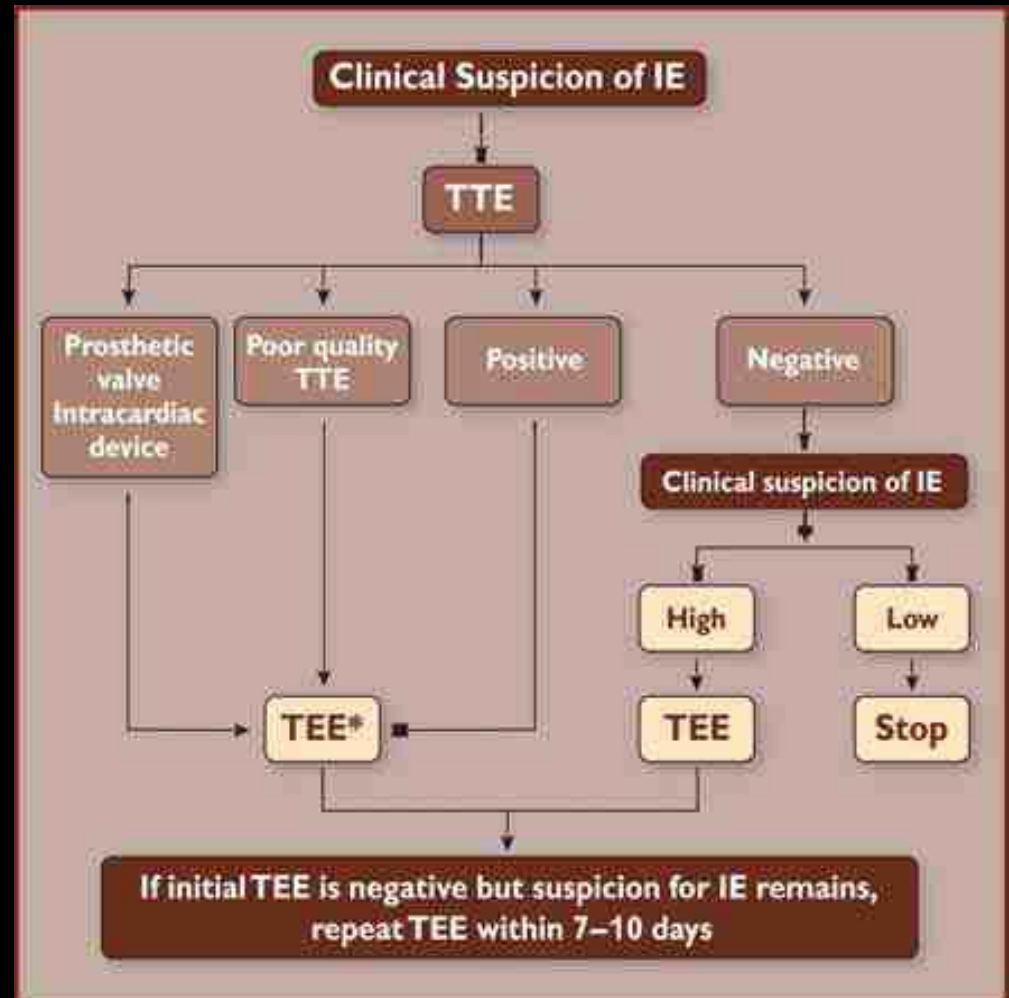 Clinical Suspicion of IE
TTE
Prosthetic
valve
Intracardiac
device
Poor quality
TTE
Positive
Negative
Clinical suspicion of IE
High
Low
TEE*
TEE
Stop
If initial TEE is negative but suspicion for IE remains,
repeat TEE within 7–10 days